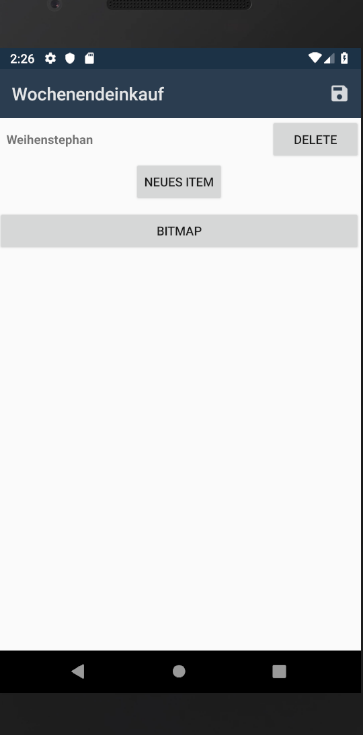 2:26
Wochenendeinkauf
Weihenstephan DELETE
NEUES ITEM
BITMAP